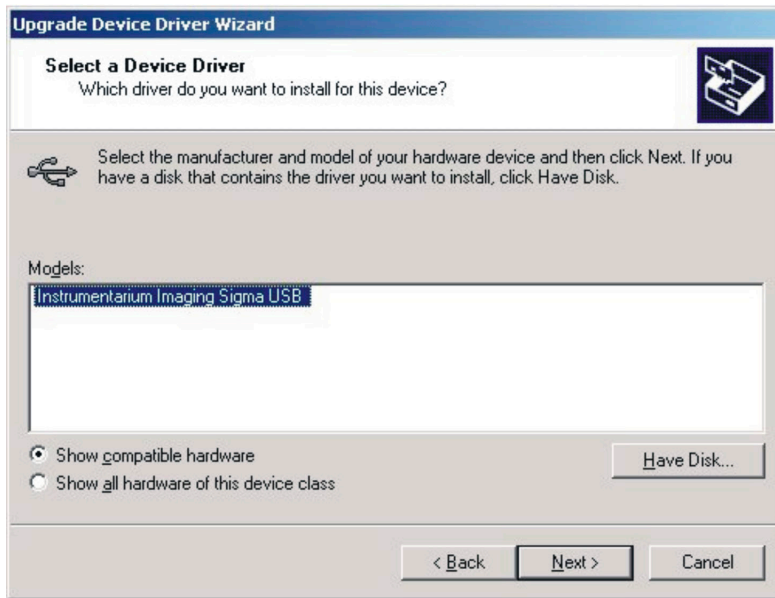 Upgrade Device Driver Wizard
Select a Device Driver
Which driver do you want to install for this device?
Select the manufacturer and model of your hardware device and then click Next. If you
have a disk that contains the driver you want to install, click Have Disk.
Models:
Instrumentarium Imaging Sigma USB
Show compatible hardware
Have Disk...
Show all hardware of this device class
< Back
Next >
Cancel